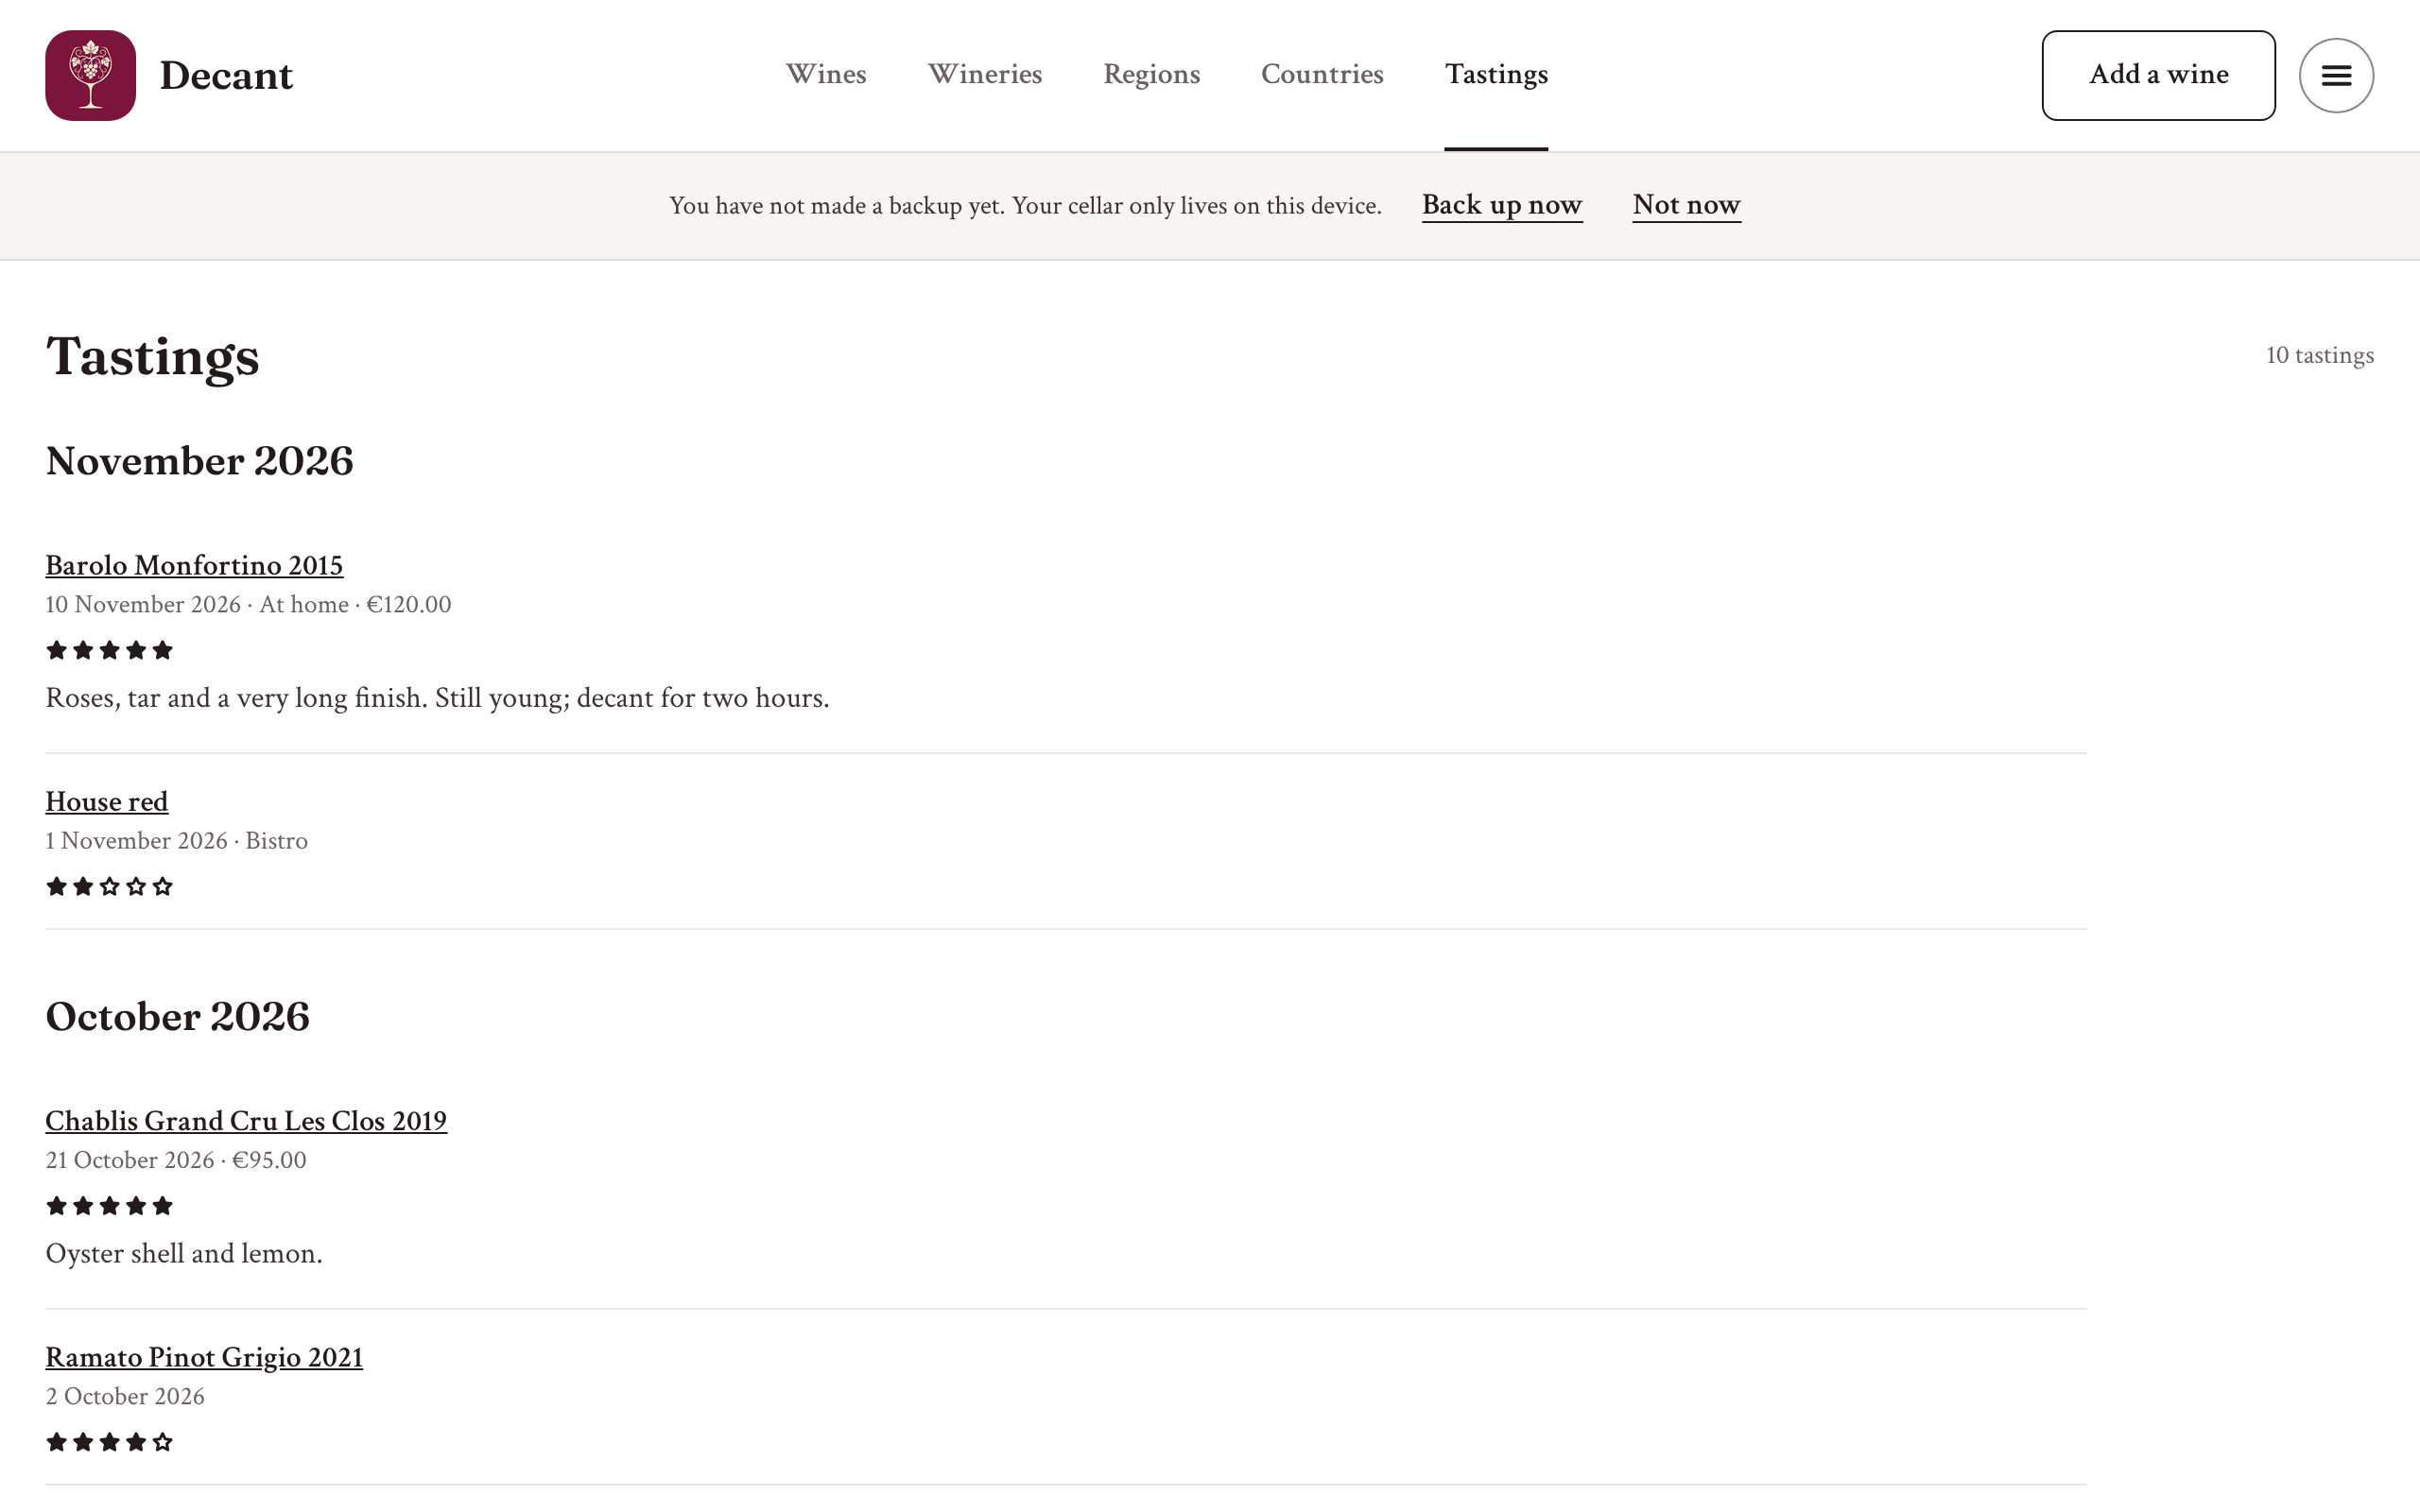 Decant
Wines
Wineries
Regions
Countries
Tastings
Add a wine
You have not made a backup yet. Your cellar only lives on this device.
Back up now
Not now
Tastings
10 tastings
November 2026
Barolo Monfortino 2015
10 November 2026 · At home · €120.00
Roses, tar and a very long finish. Still young; decant for two hours.
House red
1 November 2026 · Bistro
October 2026
Chablis Grand Cru Les Clos 2019
21 October 2026 · €95.00
Oyster shell and lemon.
Ramato Pinot Grigio 2021
2 October 2026